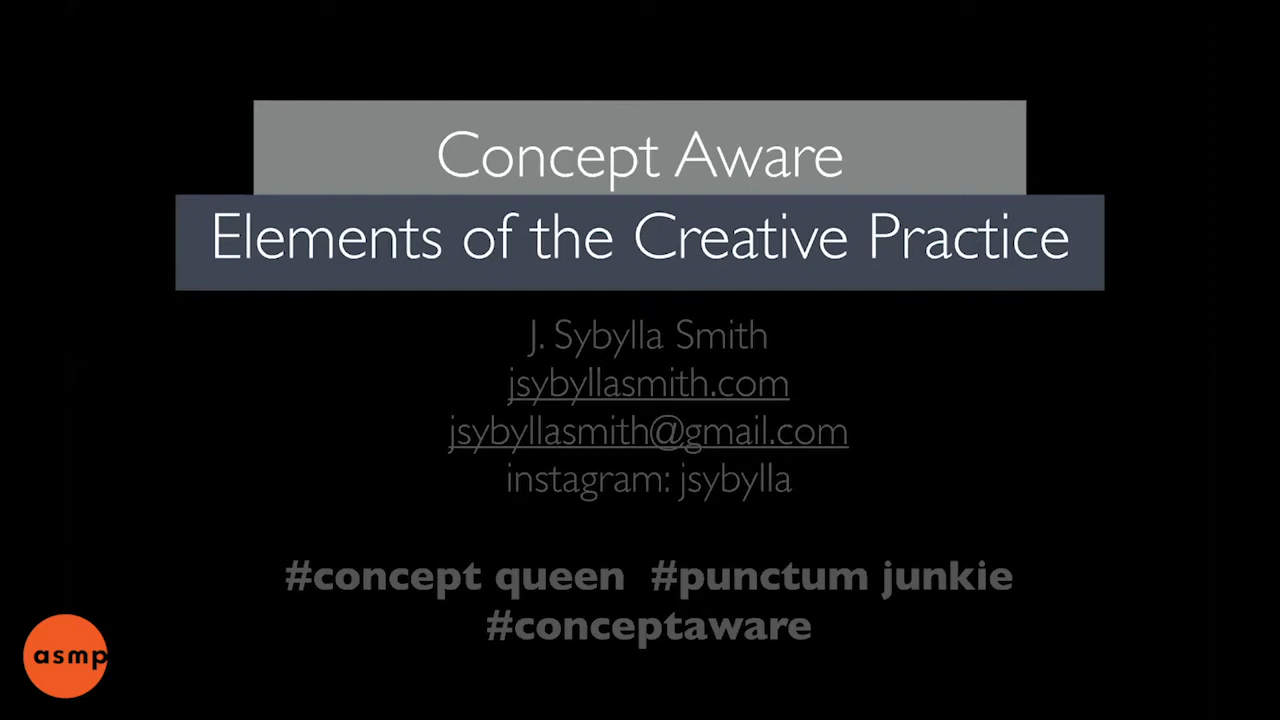 Concept Aware
Elements of the Creative Practice
J. Sybylla Smith
jsybyllasmith.com
jsybyllasmith@gmail.com
instagram: jsybylla
#concept queen #punctum junkie
#conceptaware
asmp